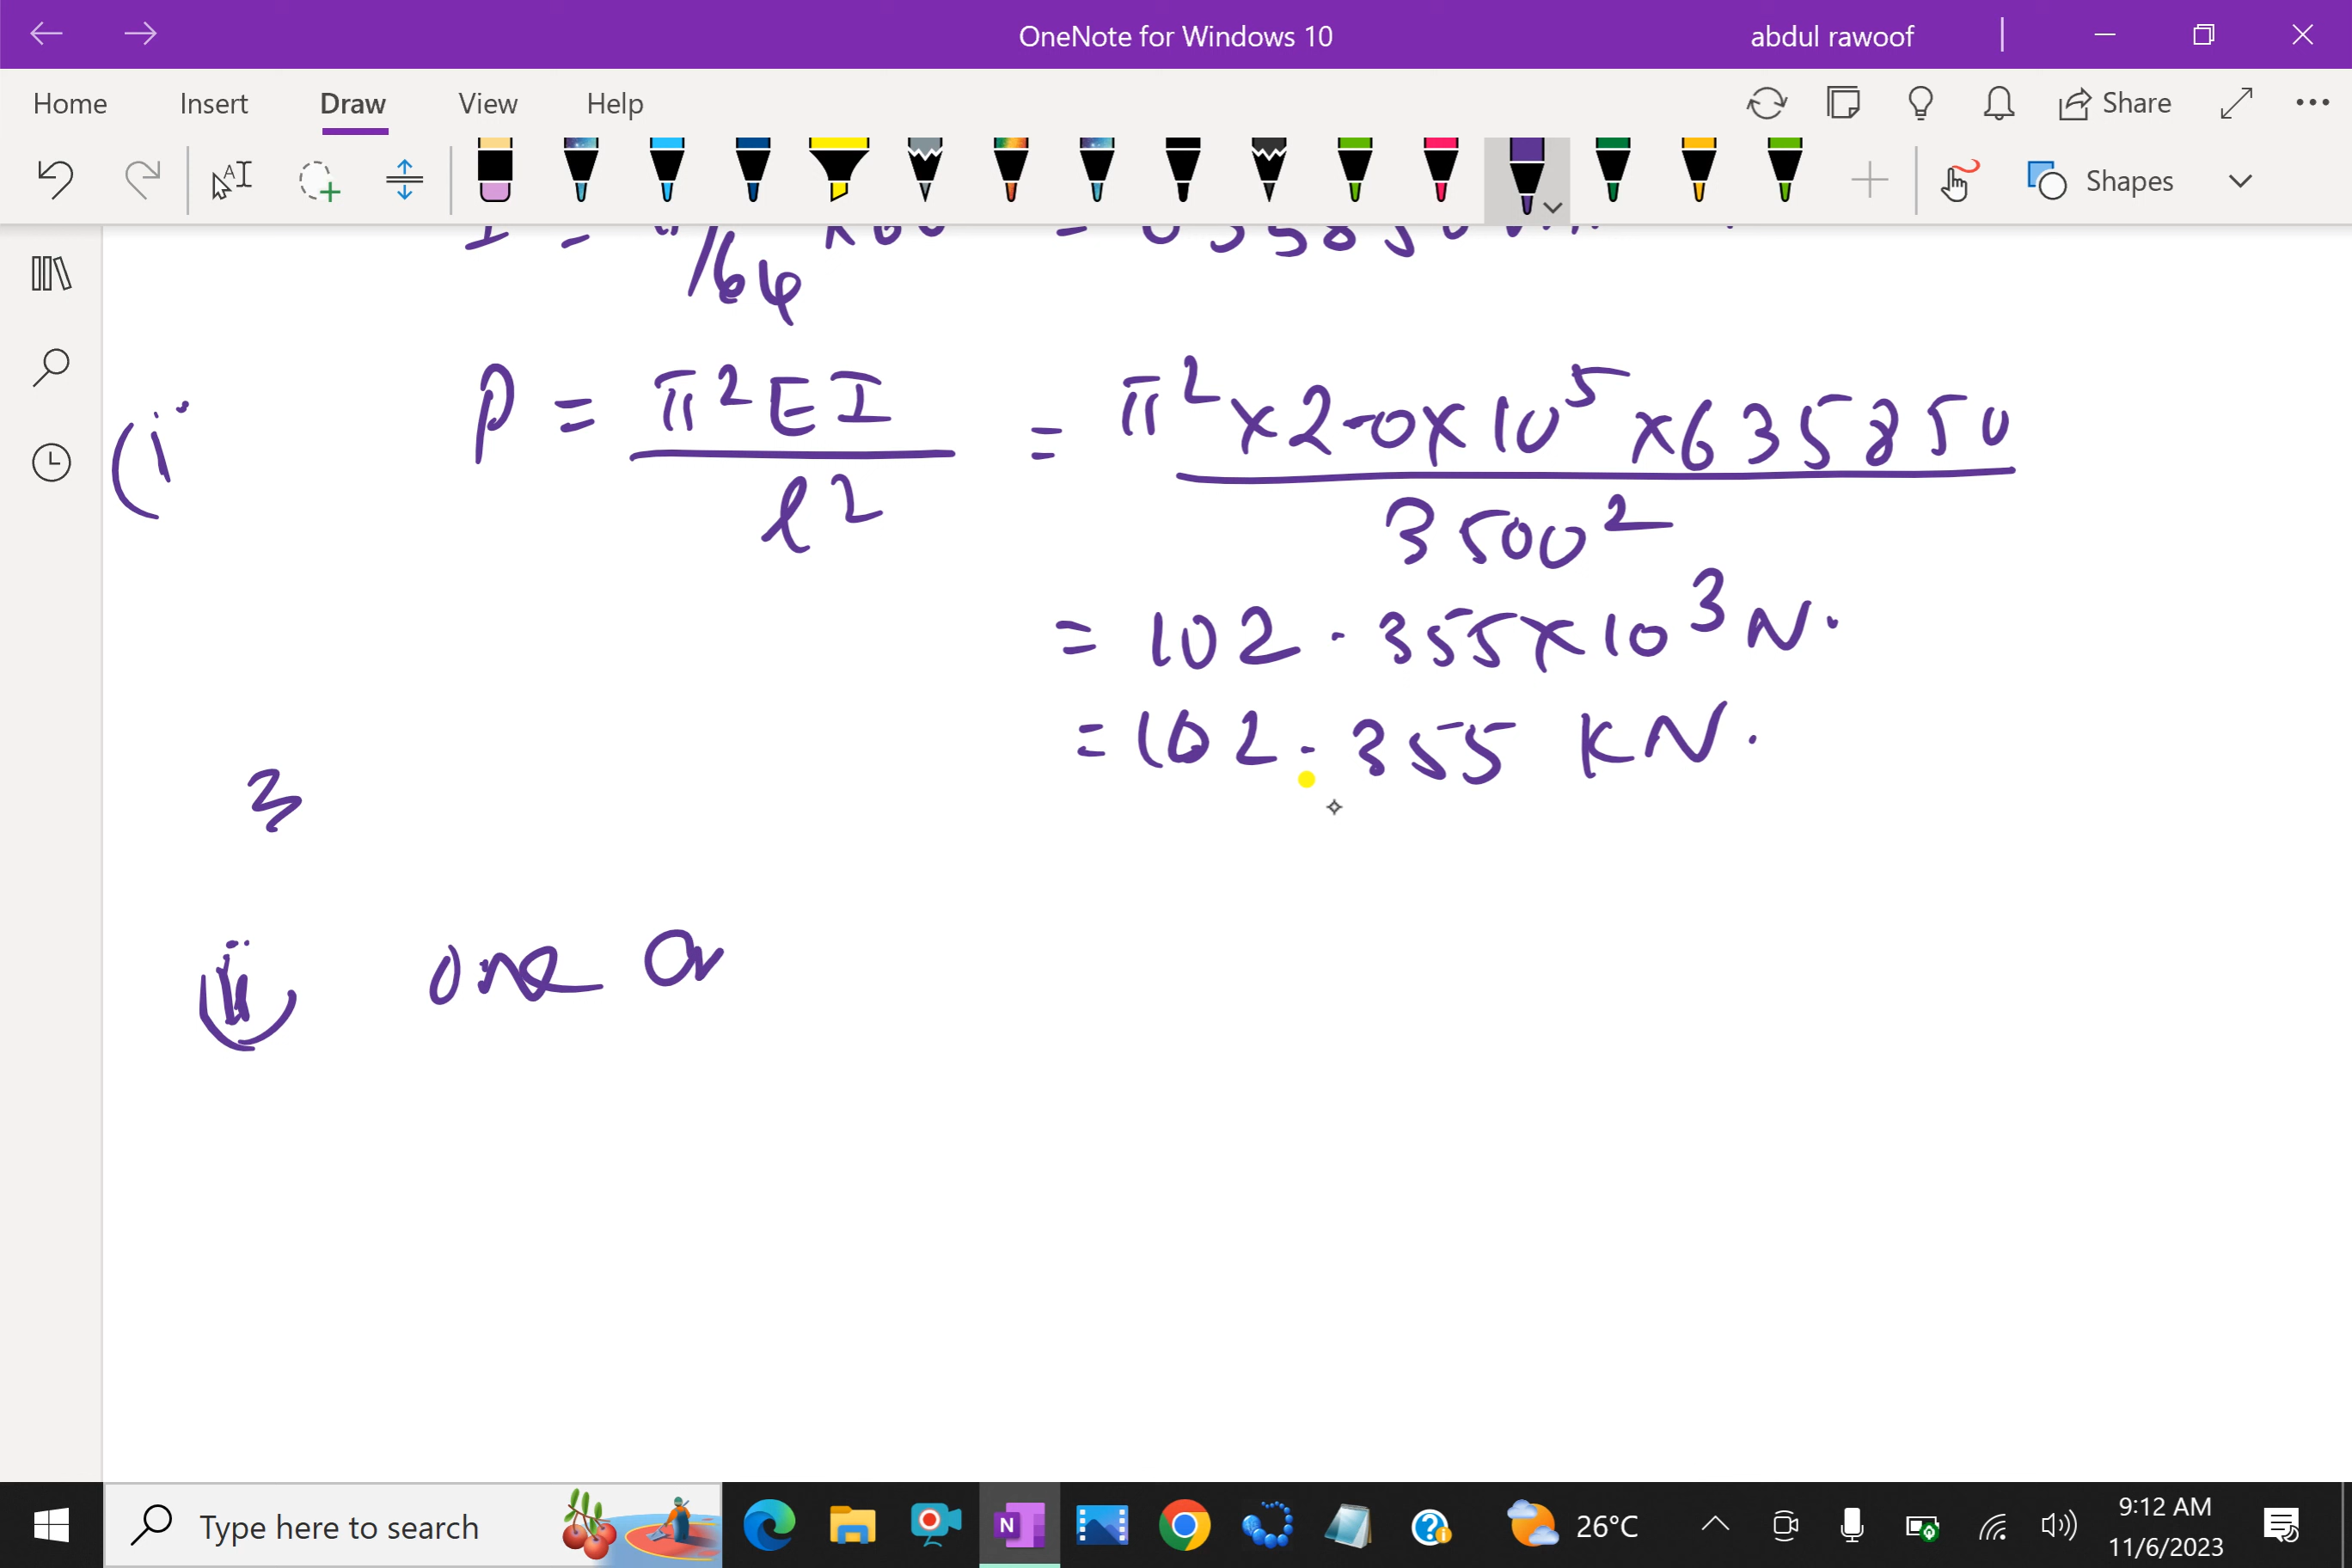 OneNote for Windows 10
abdul rawoof
Home Insert Draw View Help
Share
Shapes
/64
(i P = π²EI / l² = π² × 2.0 × 10⁵ × 635850 / 3500²
= 102.355 × 10³ N.
= 102.355 KN.
3
(ii) one
Type here to search
N
26°C
9:12 AM
11/6/2023